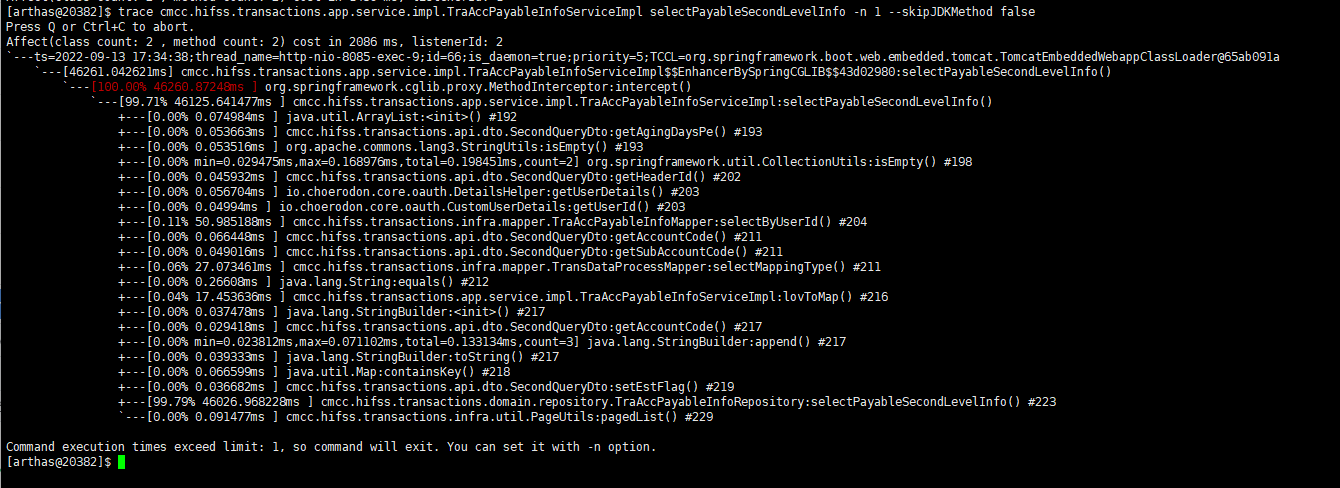 [arthas@20382]$ trace cmcc.hifss.transactions.app.service.impl.TraAccPayableInfoServiceImpl selectPayableSecondLevelInfo -n 1 --skipJDKMethod false
Press Q or Ctrl+C to abort.
Affect(class count: 2 , method count: 2) cost in 2086 ms, listenerId: 2
`---ts=2022-09-13 17:34:38;thread_name=http-nio-8085-exec-9;id=66;is_daemon=true;priority=5;TCCL=org.springframework.boot.web.embedded.tomcat.TomcatEmbeddedWebappClassLoader@65ab091a
    `---[46261.042621ms] cmcc.hifss.transactions.app.service.impl.TraAccPayableInfoServiceImpl$$EnhancerBySpringCGLIB$$43d02980:selectPayableSecondLevelInfo()
        `---[100.00% 46260.87248ms ] org.springframework.cglib.proxy.MethodInterceptor:intercept()
            `---[99.71% 46125.641477ms ] cmcc.hifss.transactions.app.service.impl.TraAccPayableInfoServiceImpl:selectPayableSecondLevelInfo()
                +---[0.00% 0.074984ms ] java.util.ArrayList:<init>() #192
                +---[0.00% 0.053663ms ] cmcc.hifss.transactions.api.dto.SecondQueryDto:getAgingDaysPe() #193
                +---[0.00% 0.053516ms ] org.apache.commons.lang3.StringUtils:isEmpty() #193
                +---[0.00% min=0.029475ms,max=0.168976ms,total=0.198451ms,count=2] org.springframework.util.CollectionUtils:isEmpty() #198
                +---[0.00% 0.045932ms ] cmcc.hifss.transactions.api.dto.SecondQueryDto:getHeaderId() #202
                +---[0.00% 0.056704ms ] io.choerodon.core.oauth.DetailsHelper:getUserDetails() #203
                +---[0.00% 0.04994ms ] io.choerodon.core.oauth.CustomUserDetails:getUserId() #203
                +---[0.11% 50.985188ms ] cmcc.hifss.transactions.infra.mapper.TraAccPayableInfoMapper:selectByUserId() #204
                +---[0.00% 0.066448ms ] cmcc.hifss.transactions.api.dto.SecondQueryDto:getAccountCode() #211
                +---[0.00% 0.049016ms ] cmcc.hifss.transactions.api.dto.SecondQueryDto:getSubAccountCode() #211
                +---[0.06% 27.073461ms ] cmcc.hifss.transactions.infra.mapper.TransDataProcessMapper:selectMappingType() #211
                +---[0.00% 0.26608ms ] java.lang.String:equals() #212
                +---[0.04% 17.453636ms ] cmcc.hifss.transactions.app.service.impl.TraAccPayableInfoServiceImpl:lovToMap() #216
                +---[0.00% 0.037478ms ] java.lang.StringBuilder:<init>() #217
                +---[0.00% 0.029418ms ] cmcc.hifss.transactions.api.dto.SecondQueryDto:getAccountCode() #217
                +---[0.00% min=0.023812ms,max=0.071102ms,total=0.133134ms,count=3] java.lang.StringBuilder:append() #217
                +---[0.00% 0.039333ms ] java.lang.StringBuilder:toString() #217
                +---[0.00% 0.066599ms ] java.util.Map:containsKey() #218
                +---[0.00% 0.036682ms ] cmcc.hifss.transactions.api.dto.SecondQueryDto:setEstFlag() #219
                +---[99.79% 46026.968228ms ] cmcc.hifss.transactions.domain.repository.TraAccPayableInfoRepository:selectPayableSecondLevelInfo() #223
                `---[0.00% 0.091477ms ] cmcc.hifss.transactions.infra.util.PageUtils:pagedList() #229
Command execution times exceed limit: 1, so command will exit. You can set it with -n option.
[arthas@20382]$